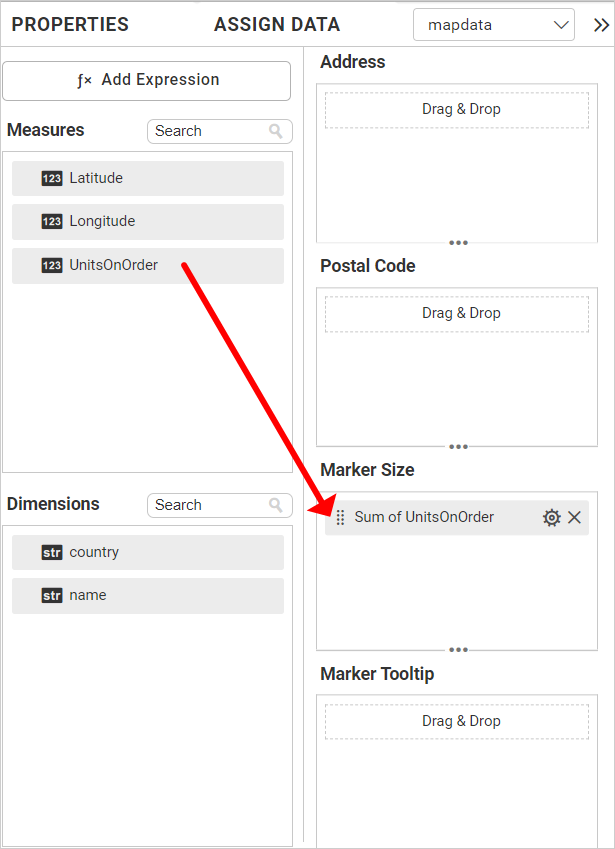 PROPERTIES
ASSIGN DATA
mapdata
ƒx Add Expression
Measures
Search
123 Latitude
123 Longitude
123 UnitsOnOrder
Dimensions
Search
str country
str name
Address
Drag & Drop
Postal Code
Drag & Drop
Marker Size
Sum of UnitsOnOrder
Marker Tooltip
Drag & Drop